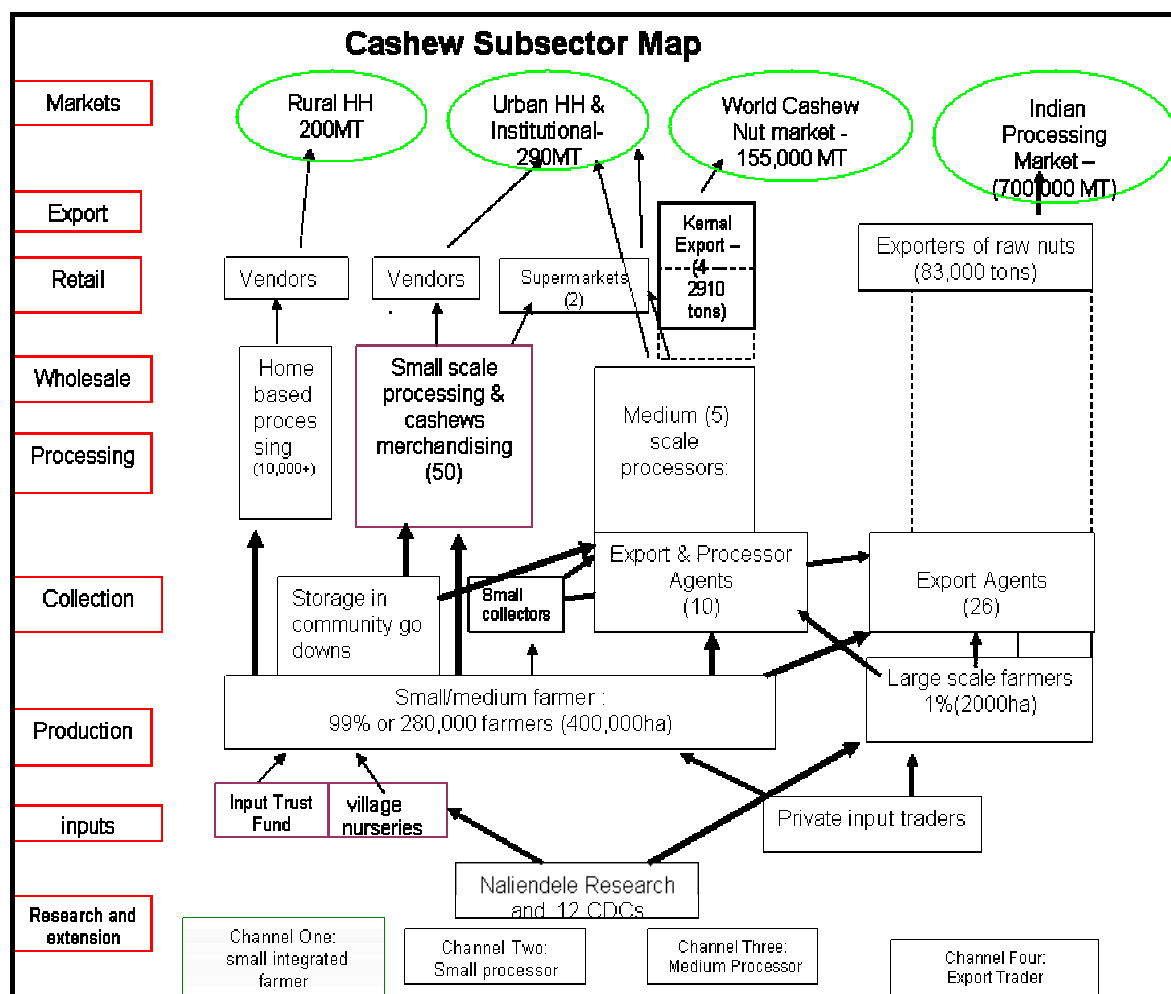 Cashew Subsector Map
Markets
Rural HH
200MT
Urban HH &
Institutional-
290MT
World Cashew
Nut market -
155,000 MT
Indian
Processing
Market –
(700,000 MT)
Export
Kernal
Export –
(4
2910
tons)
Exporters of raw nuts
(83,000 tons)
Retail
Vendors
Vendors
Supermarkets
(2)
Wholesale
Home
based
proces
sing
(10,000+)
Small scale
processing &
cashews
merchandising
(50)
Medium (5)
scale
processors:
Processing
Collection
Storage in
community go
downs
Small
collectors
Export & Processor
Agents
(10)
Export Agents
(26)
Production
Small/medium farmer :
99% or 280,000 farmers (400,000ha)
Large scale farmers
1%(2000ha)
inputs
Input Trust
Fund
village
nurseries
Private input traders
Research and
extension
Naliendele Research
and 12 CDCs
Channel One:
small integrated
farmer
Channel Two:
Small processor
Channel Three:
Medium Processor
Channel Four:
Export Trader